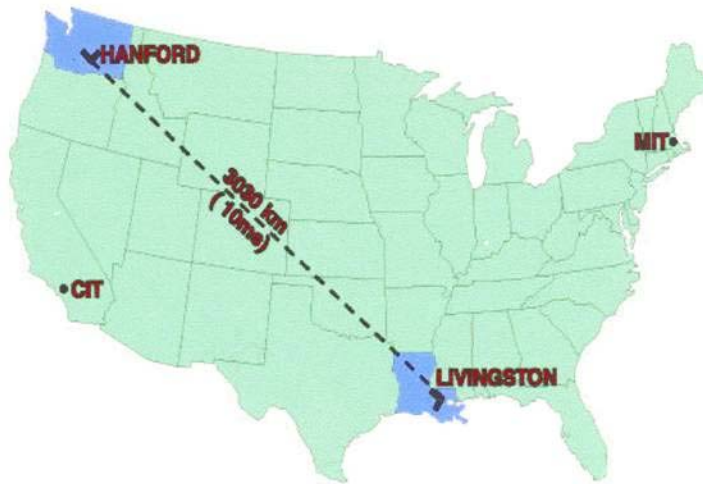 HANFORD
MIT
3030 km
( 10ms)
CIT
LIVINGSTON